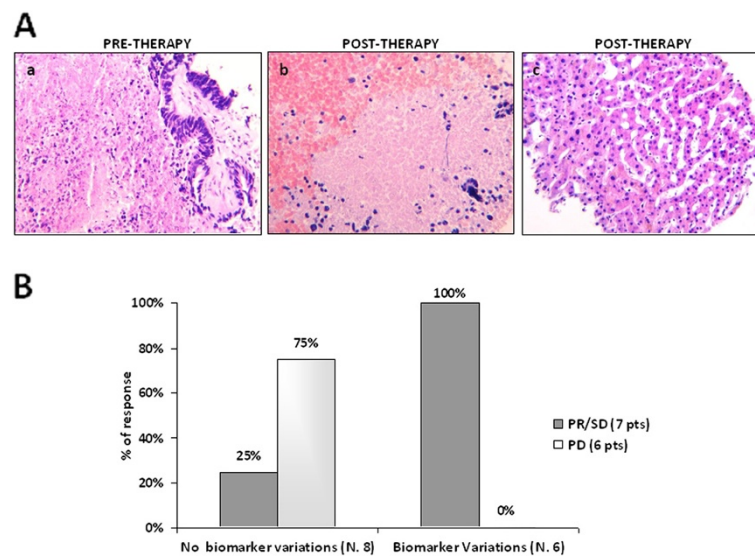 A
PRE-THERAPY
POST-THERAPY
POST-THERAPY
a
b
c
B
% of response
100%
80%
60%
40%
20%
0%
25%
75%
100%
0%
No biomarker variations (N. 8)
Biomarker Variations (N. 6)
PR/SD (7 pts)
PD (6 pts)